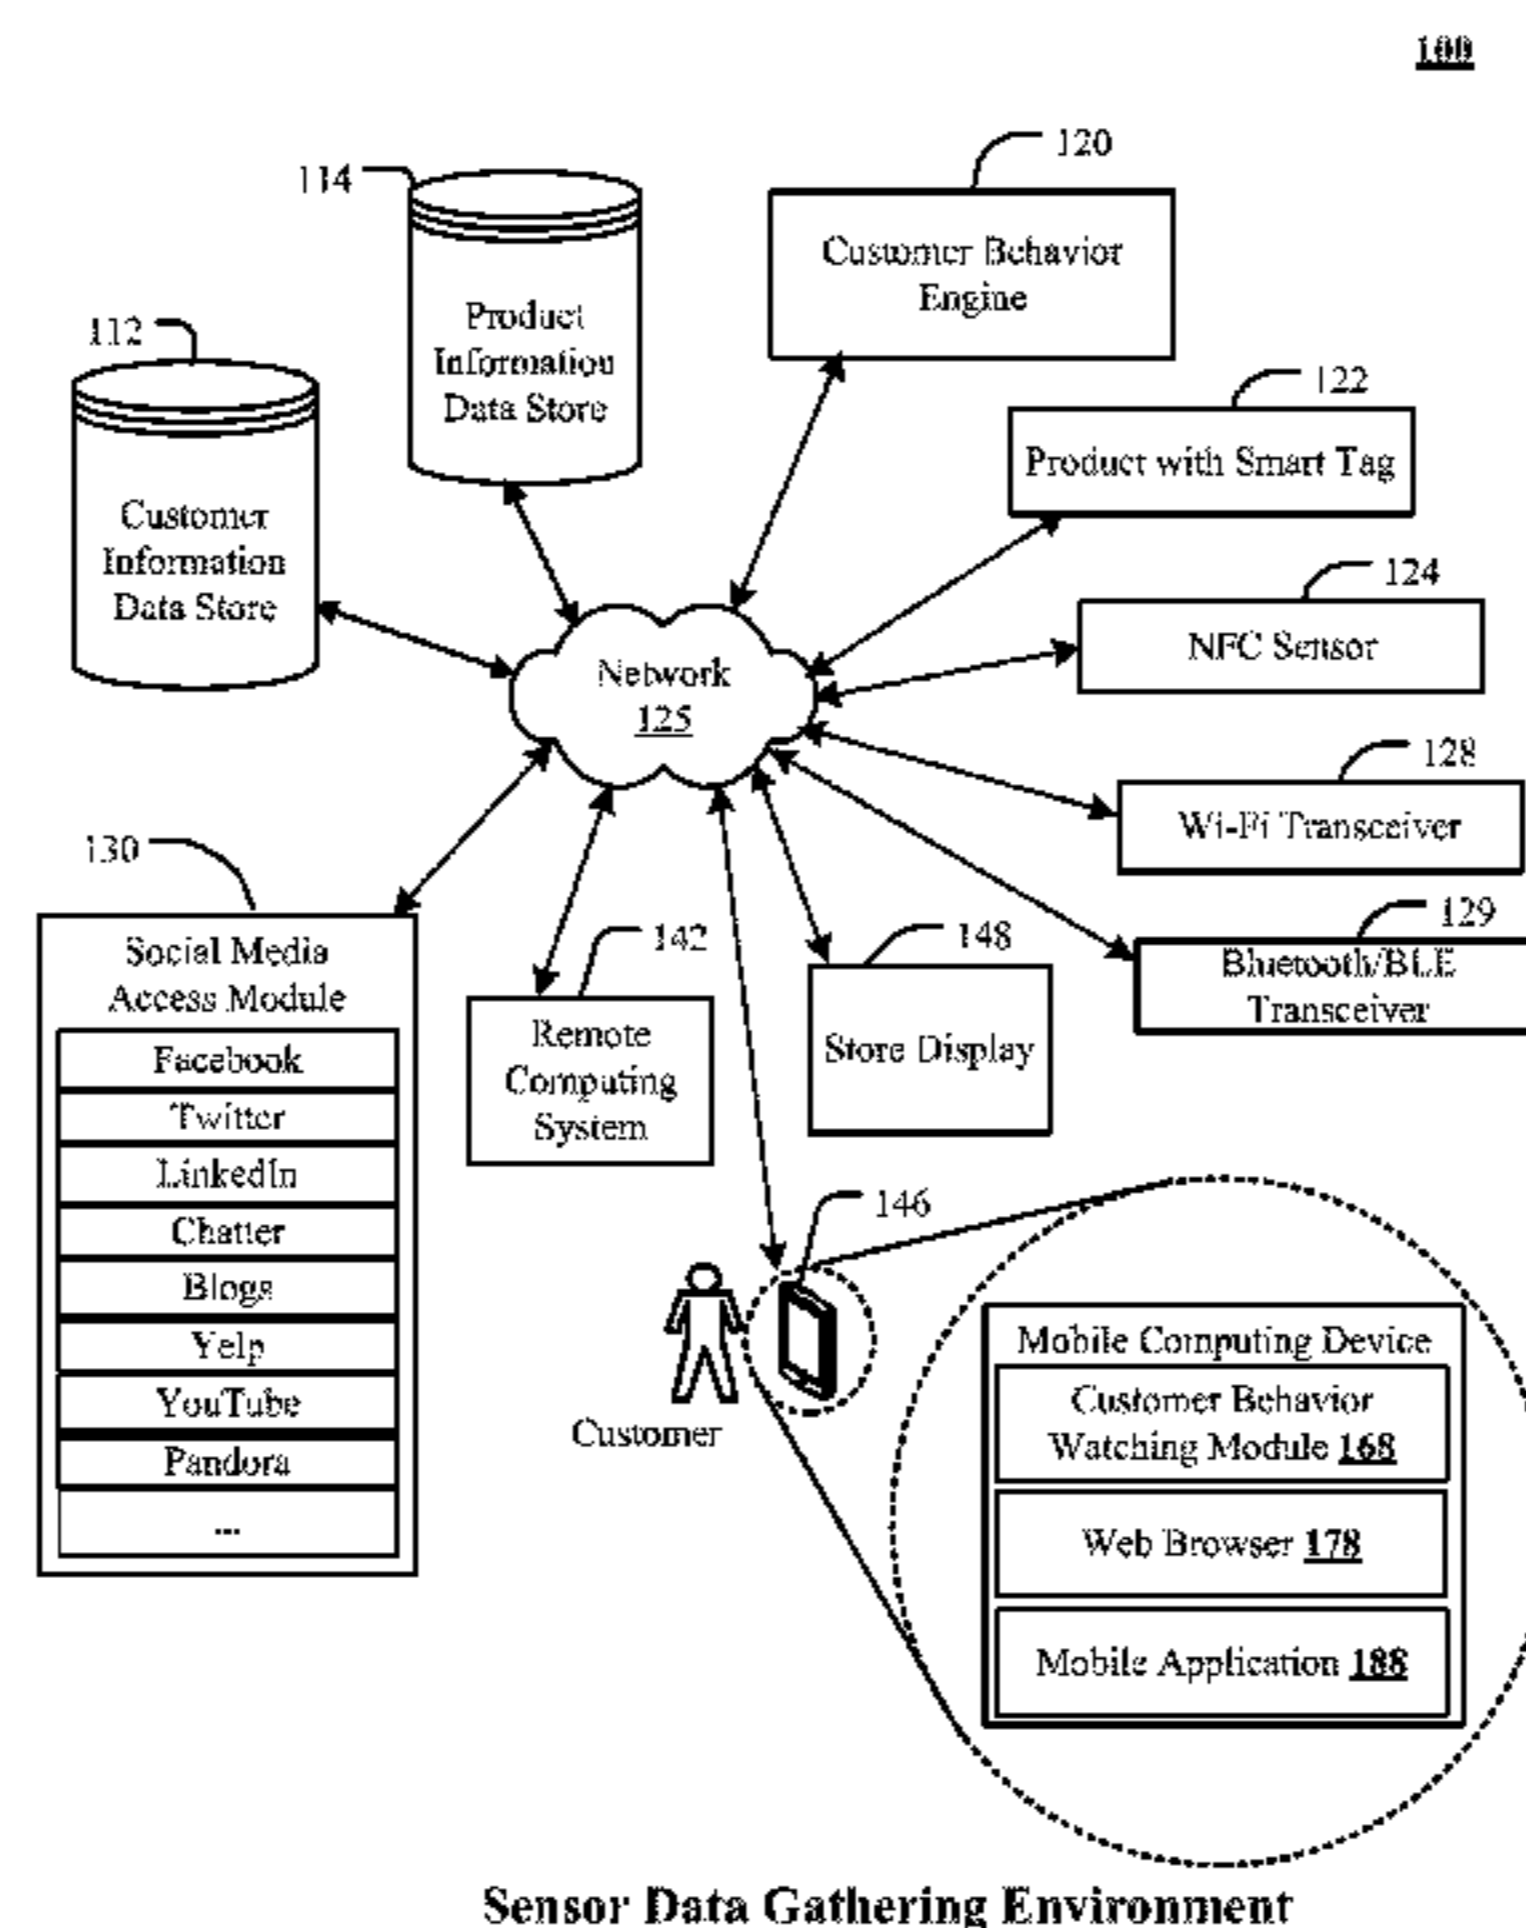 100
120
114
Customer Behavior
Engine
Product
Information
Data Store
112
122
Product with Smart Tag
Customer
Information
Data Store
124
NFC Sensor
Network
125
128
Wi-Fi Transceiver
130
129
Bluetooth/BLE
Transceiver
142
148
Social Media
Access Module
Facebook
Twitter
LinkedIn
Chatter
Blogs
Yelp
YouTube
Pandora
...
Remote
Computing
System
Store Display
146
Customer
Mobile Computing Device
Customer Behavior
Watching Module 168
Web Browser 178
Mobile Application 188
Sensor Data Gathering Environment